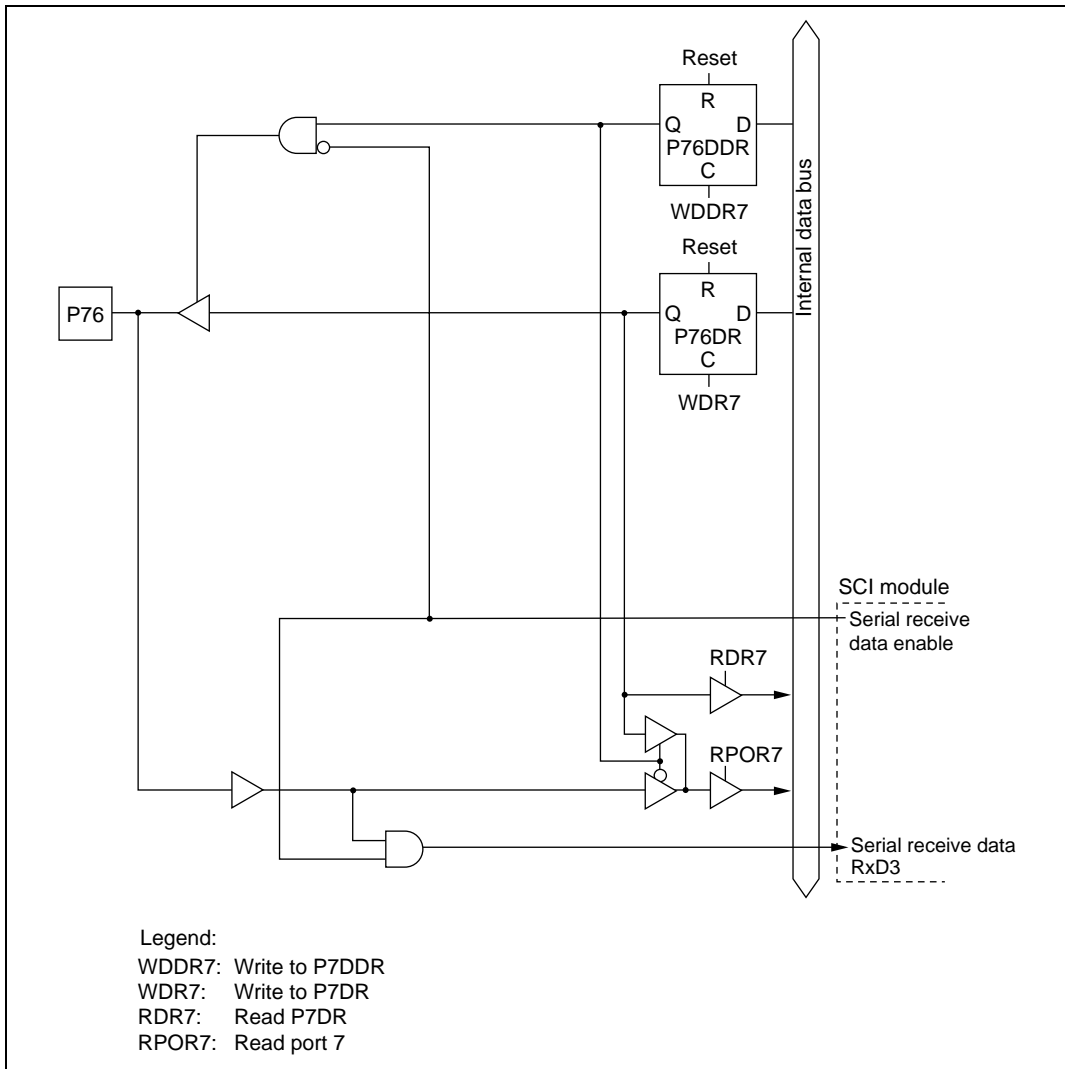 Reset
R
Q D
P76DDR
C
WDDR7
Reset
R
Q D
P76DR
C
WDR7
Internal data bus
P76
SCI module
Serial receive
data enable
RDR7
RPOR7
Serial receive data
RxD3
Legend:
WDDR7: Write to P7DDR
WDR7: Write to P7DR
RDR7: Read P7DR
RPOR7: Read port 7